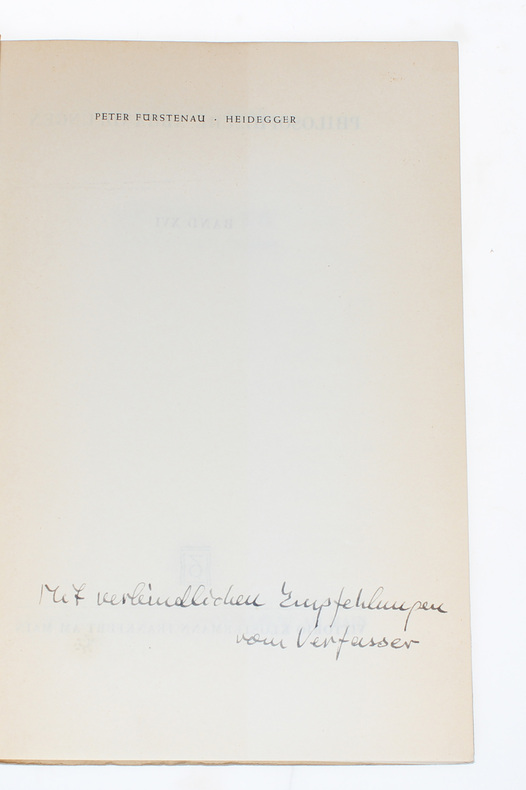 PETER FÜRSTENAU · HEIDEGGER
Mit verbindlichen Empfehlungen
vom Verfasser